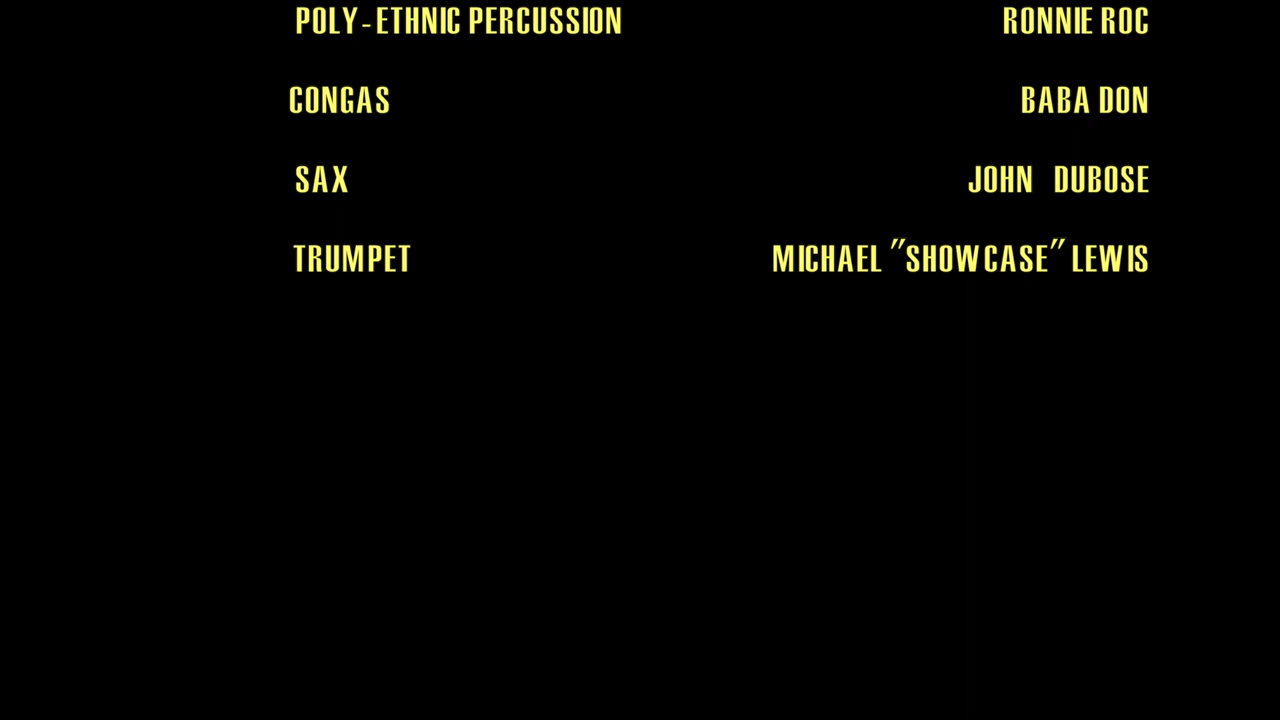 POLY-ETHNIC PERCUSSION RONNIE ROC
CONGAS BABA DON
SAX JOHN DUBOSE
TRUMPET MICHAEL "SHOWCASE" LEWIS